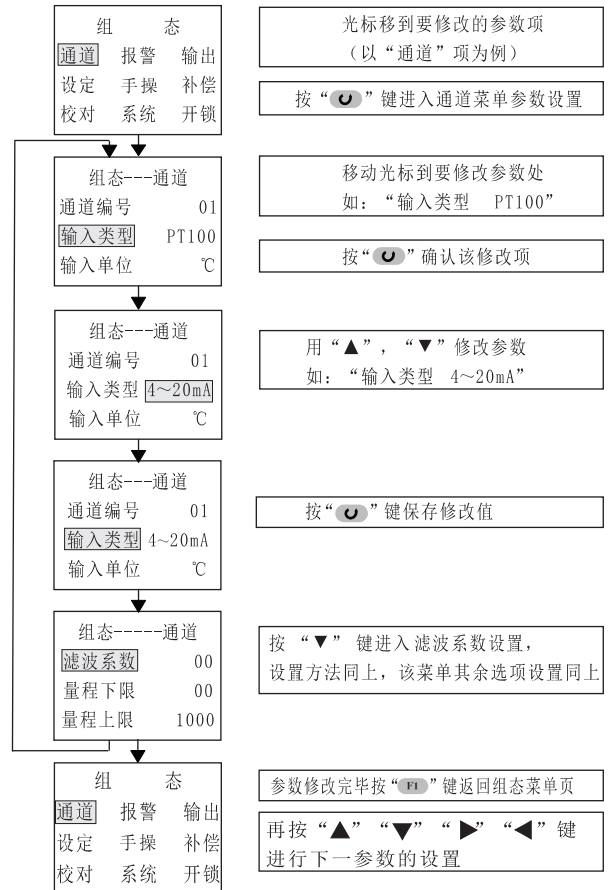 组 态
通道 报警 输出
设定 手操 补偿
校对 系统 开锁
光标移到要修改的参数项
（以“通道”项为例）
按“ ”键进入通道菜单参数设置
组态---通道
通道编号 01
输入类型 PT100
输入单位 ℃
移动光标到要修改参数处
如：“输入类型 PT100”
按“ ”确认该修改项
组态---通道
通道编号 01
输入类型 4～20mA
输入单位 ℃
用“▲”，“▼”修改参数
如：“输入类型 4～20mA”
组态---通道
通道编号 01
输入类型 4~20mA
输入单位 ℃
按“ ”键保存修改值
组态-----通道
滤波系数 00
量程下限 00
量程上限 1000
按 “▼” 键进入滤波系数设置，
设置方法同上，该菜单其余选项设置同上
组 态
通道 报警 输出
设定 手操 补偿
校对 系统 开锁
参数修改完毕按“F1”键返回组态菜单页
再按“▲” “▼” “▶” “◀”键
进行下一参数的设置